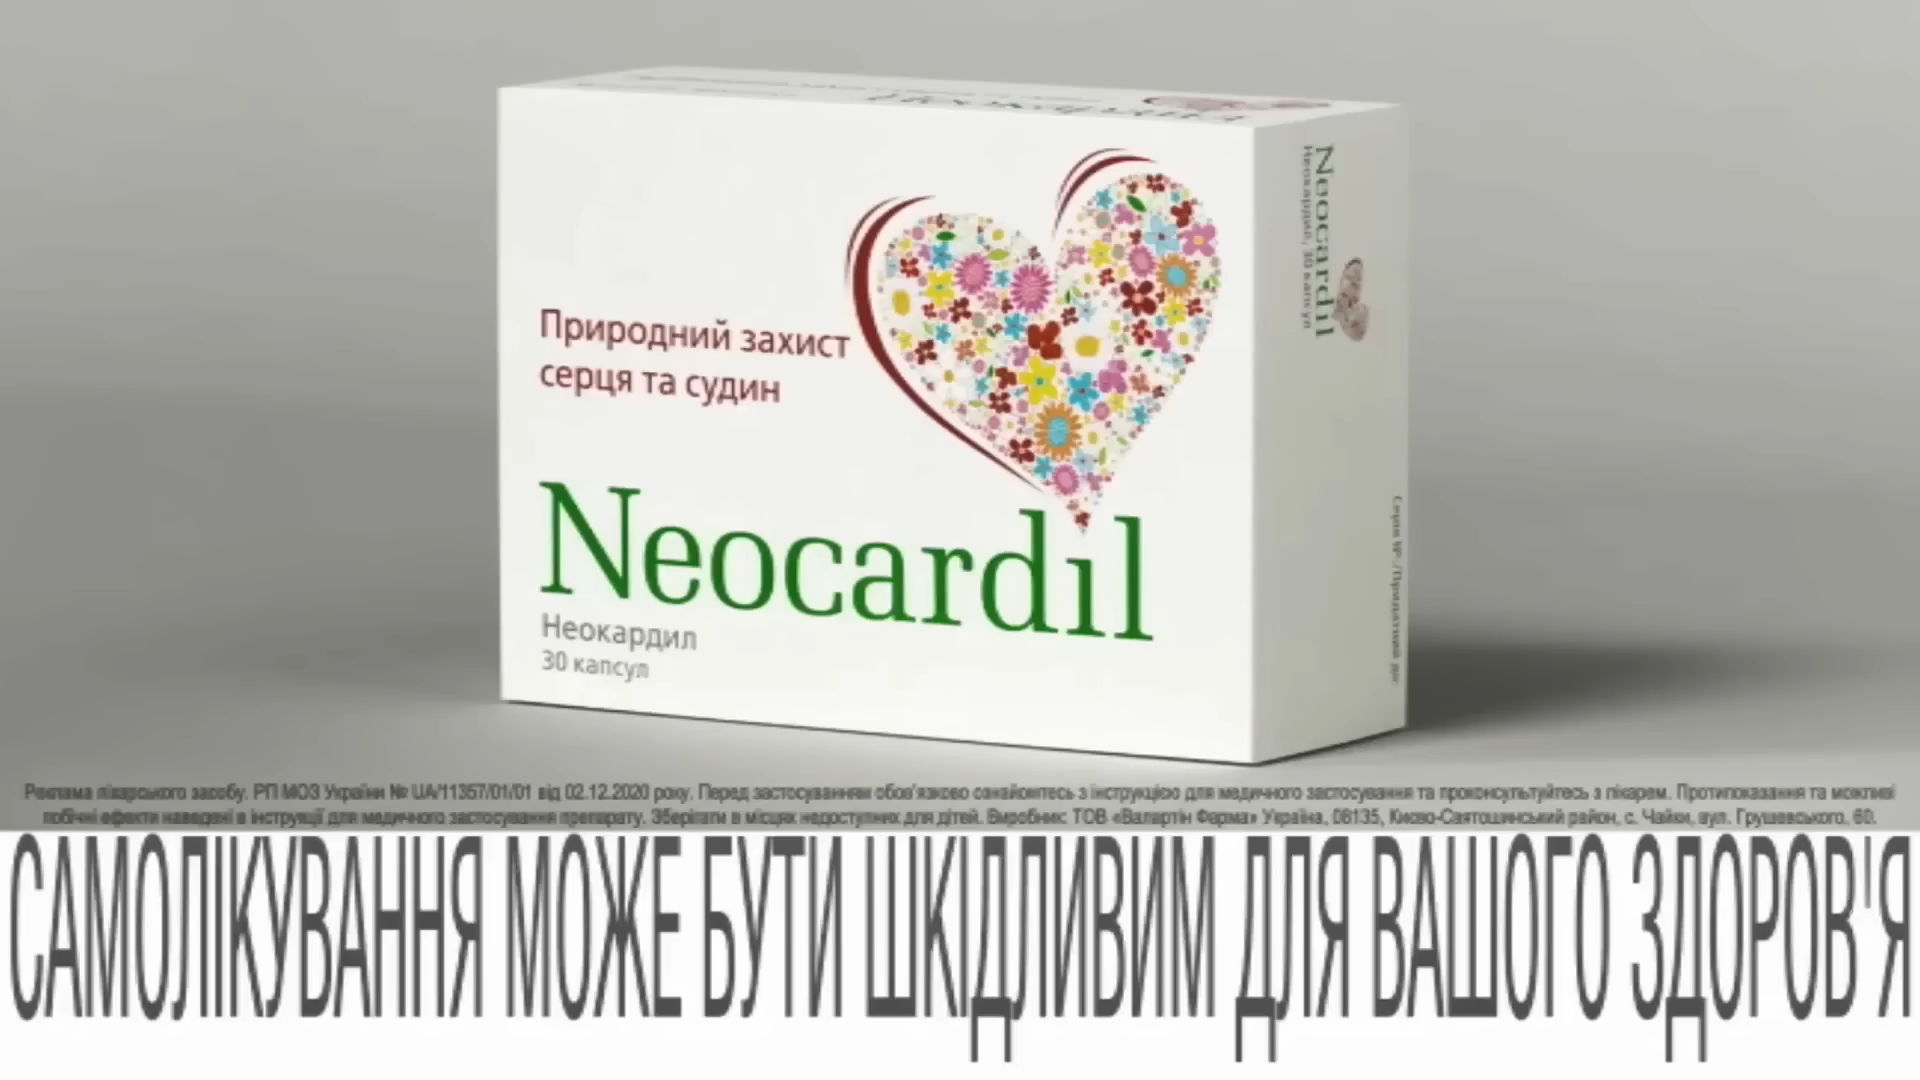 Природний захист
серця та судин
Neocardil
Неокардил
30 капсул
Neocardil
Неокардил, 30 капсул
Серія №:/Придатний до:
Реклама лікарського засобу. РП МОЗ України № UA/11357/01/01 від 02.12.2020 року. Перед застосуванням обов'язково ознайомтесь з інструкцією для медичного застосування та проконсультуйтесь з лікарем. Протипоказання та можливі
побічні ефекти наведені в інструкції для медичного застосування препарату. Зберігати в місцях недоступних для дітей. Виробник: ТОВ «Валартін Фарма» Україна, 08135, Києво-Святошинський район, с. Чайки, вул. Грушевського, 60.
САМОЛІКУВАННЯ МОЖЕ БУТИ ШКІДЛИВИМ ДЛЯ ВАШОГО ЗДОРОВ'Я